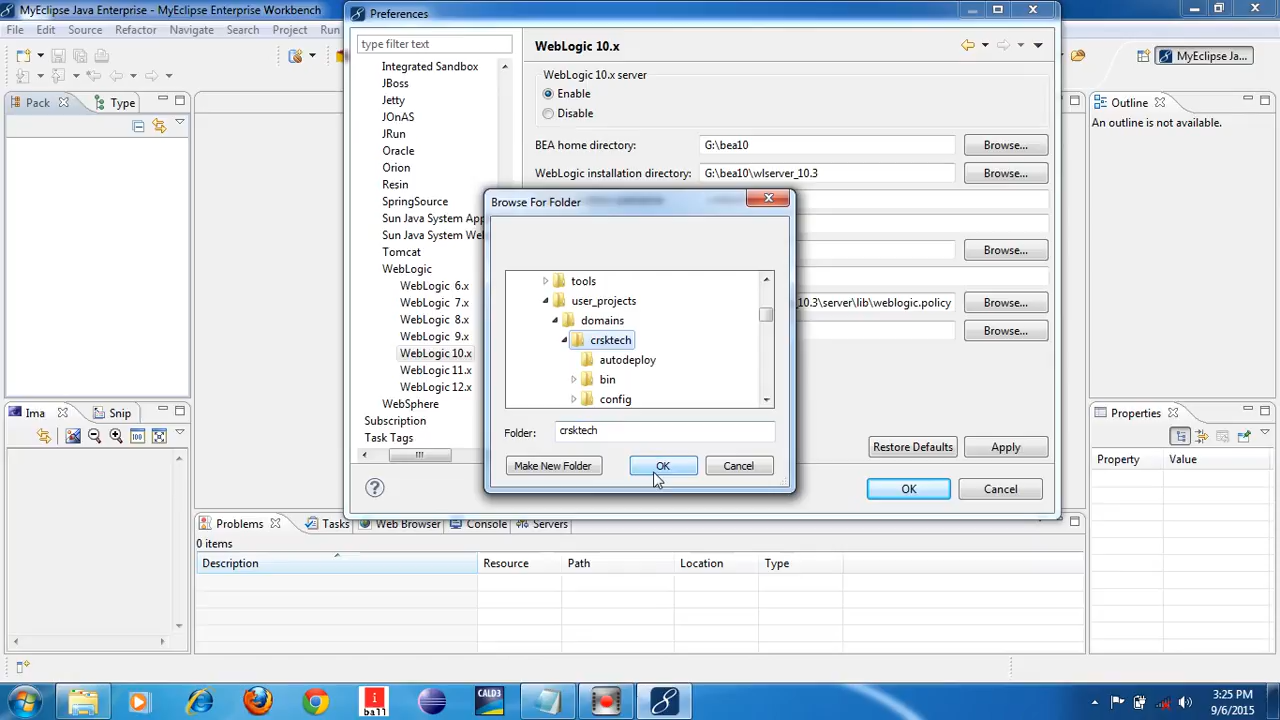 MyEclipse Java Enterprise - MyEclipse Enterprise Workbench
File Edit Source Refactor Navigate Search Project Run
Pack
Type
Ima
Snip
Preferences
type filter text
Integrated Sandbox
JBoss
Jetty
JOnAS
JRun
Oracle
Orion
Resin
SpringSource
Sun Java System App
Sun Java System Web
Tomcat
WebLogic
WebLogic 6.x
WebLogic 7.x
WebLogic 8.x
WebLogic 9.x
WebLogic 10.x
WebLogic 11.x
WebLogic 12.x
WebSphere
Subscription
Task Tags
WebLogic 10.x
WebLogic 10.x server
Enable
Disable
BEA home directory: G:\bea10 Browse...
WebLogic installation directory: G:\bea10\wlserver_10.3 Browse...
Browse...
_10.3\server\lib\weblogic.policy Browse...
Browse...
Restore Defaults Apply
OK Cancel
Browse For Folder
tools
user_projects
domains
crsktech
autodeploy
bin
config
Folder: crsktech
Make New Folder OK Cancel
MyEclipse Ja...
Outline
An outline is not available.
Properties
Property Value
Problems Tasks Web Browser Console Servers
0 items
Description Resource Path Location Type
i
ball
CALD3
3:25 PM
9/6/2015